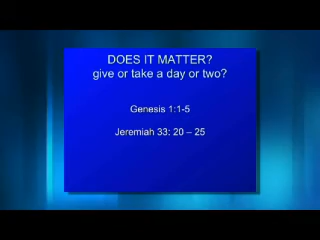 DOES IT MATTER?
give or take a day or two?
Genesis 1:1-5
Jeremiah 33: 20 – 25